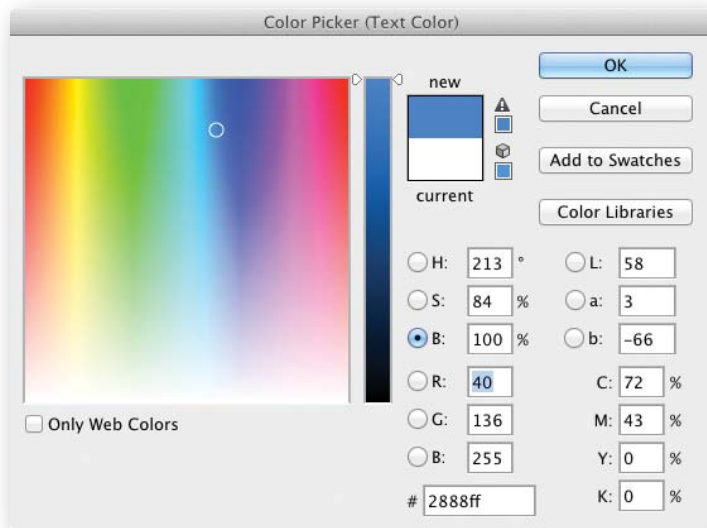 Color Picker (Text Color)
new
current
OK
Cancel
Add to Swatches
Color Libraries
H: 213 °
S: 84 %
B: 100 %
R: 40
G: 136
B: 255
# 2888ff
L: 58
a: 3
b: -66
C: 72 %
M: 43 %
Y: 0 %
K: 0 %
Only Web Colors